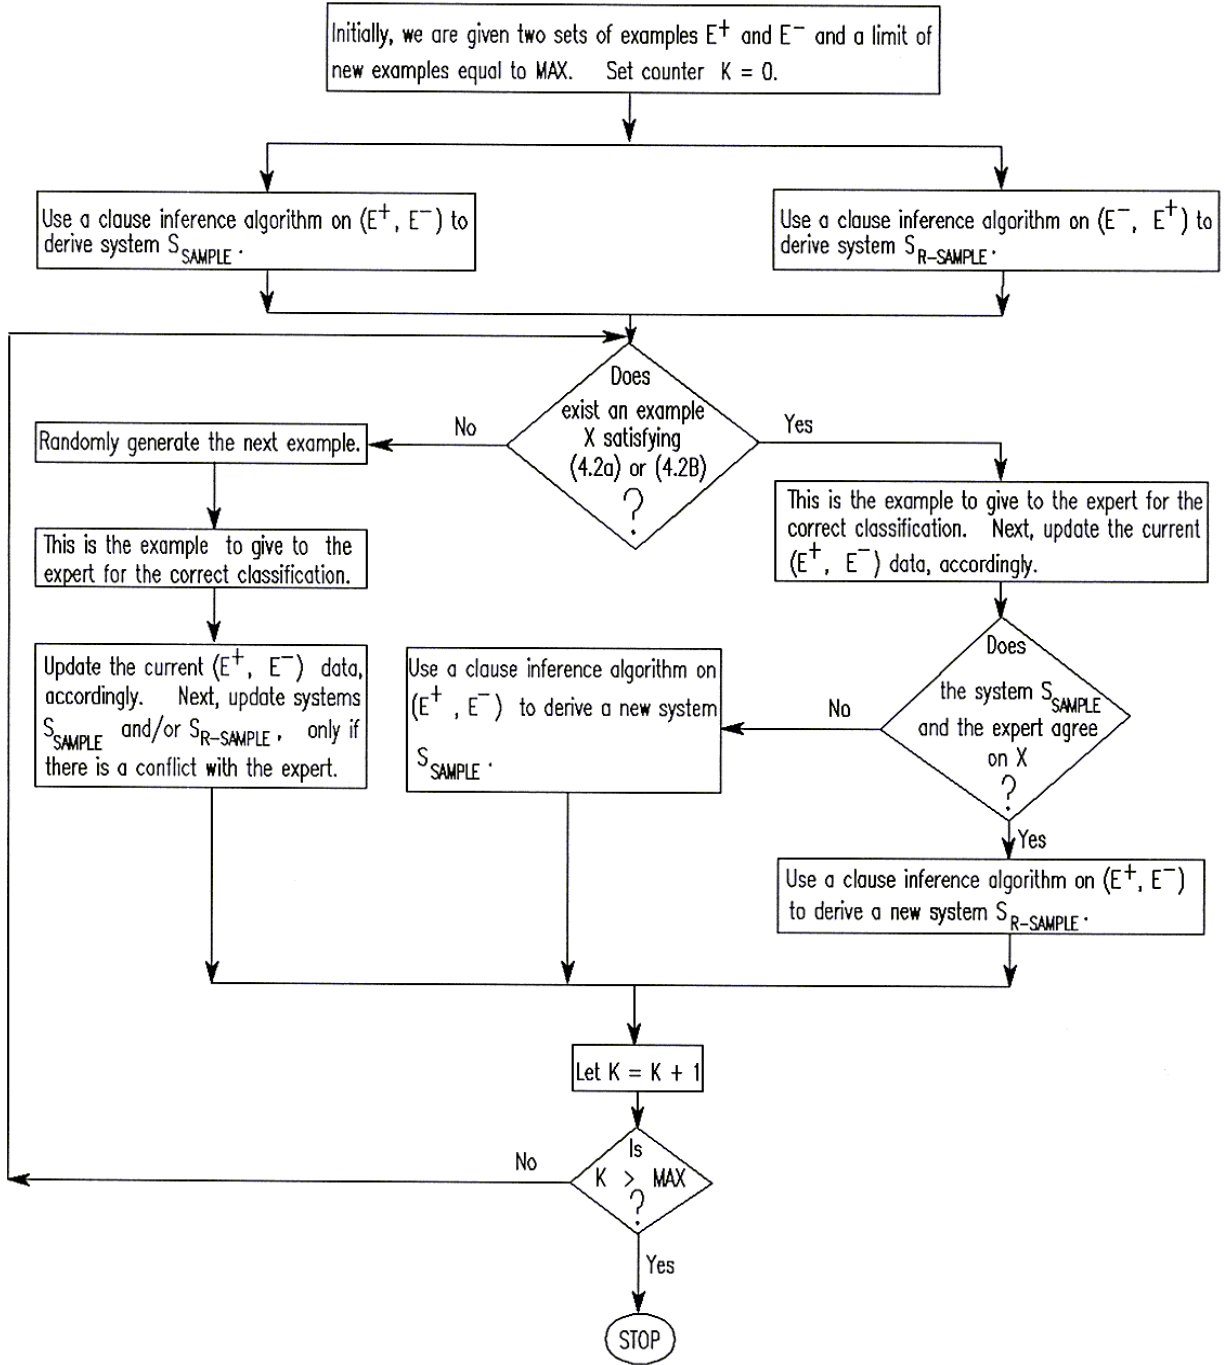 Initially, we are given two sets of examples E+ and E− and a limit of
new examples equal to MAX. Set counter K = 0.
Use a clause inference algorithm on (E+, E−) to
derive system S_SAMPLE.
Use a clause inference algorithm on (E−, E+) to
derive system S_R–SAMPLE.
Does
exist an example
X satisfying
(4.2a) or (4.2B)
?
No
Yes
Randomly generate the next example.
This is the example to give to the
expert for the correct classification.
Update the current (E+, E−) data,
accordingly. Next, update systems
S_SAMPLE and/or S_R–SAMPLE, only if
there is a conflict with the expert.
This is the example to give to the expert for the
correct classification. Next, update the current
(E+, E−) data, accordingly.
Does
the system S_SAMPLE
and the expert agree
on X
?
No
Use a clause inference algorithm on
(E+, E−) to derive a new system
S_SAMPLE.
Yes
Use a clause inference algorithm on (E+, E−)
to derive a new system S_R–SAMPLE.
Let K = K + 1
Is
K > MAX
?
No
Yes
STOP